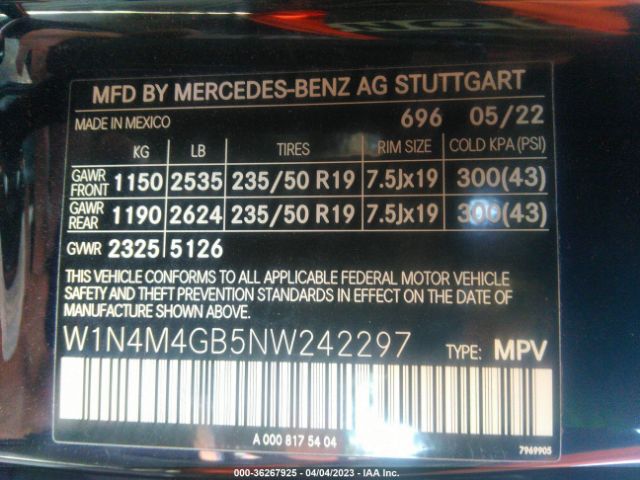 MFD BY MERCEDES-BENZ AG STUTTGART
MADE IN MEXICO 696 05/22
KG LB TIRES RIM SIZE COLD KPA (PSI)
GAWR FRONT 1150 2535 235/50 R19 7.5Jx19 300(43)
GAWR REAR 1190 2624 235/50 R19 7.5Jx19 300(43)
GVWR 2325 5126
THIS VEHICLE CONFORMS TO ALL APPLICABLE FEDERAL MOTOR VEHICLE
SAFETY AND THEFT PREVENTION STANDARDS IN EFFECT ON THE DATE OF
MANUFACTURE SHOWN ABOVE.
W1N4M4GB5NW242297 TYPE: MPV
A 000 817 54 04
7969905
000-36267925 - 04/04/2023 - IAA Inc.